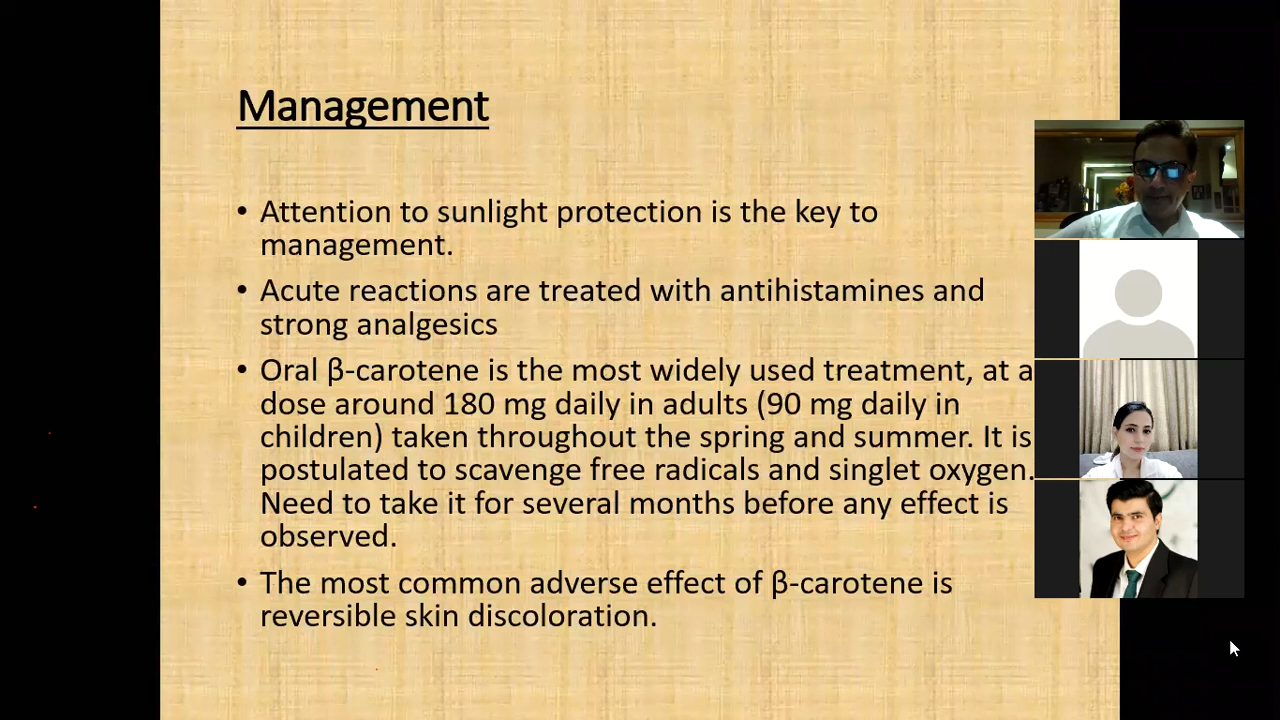 Management
• Attention to sunlight protection is the key to
management.
• Acute reactions are treated with antihistamines and
strong analgesics
• Oral β-carotene is the most widely used treatment, at a
dose around 180 mg daily in adults (90 mg daily in
children) taken throughout the spring and summer. It is
postulated to scavenge free radicals and singlet oxygen.
Need to take it for several months before any effect is
observed.
• The most common adverse effect of β-carotene is
reversible skin discoloration.